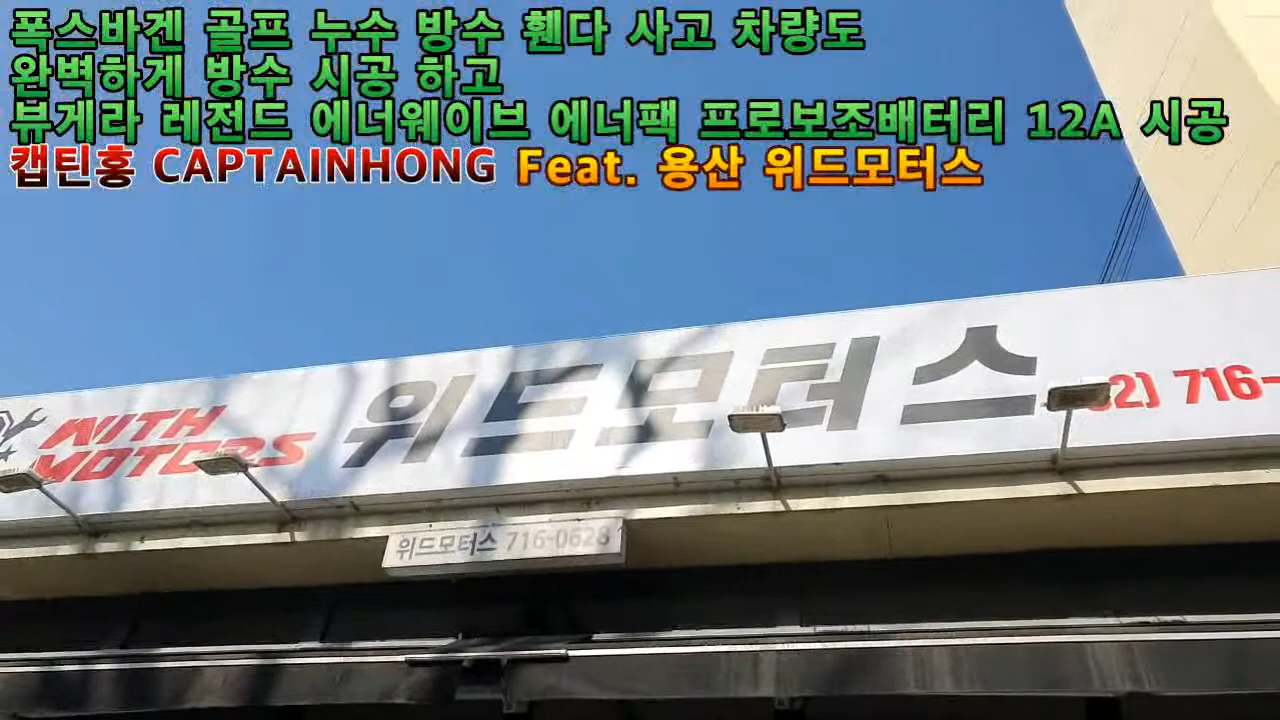 폭스바겐 골프 누수 방수 휀다 사고 차량도
완벽하게 방수 시공 하고
뷰게라 레전드 에너웨이브 에너팩 프로보조배터리 12A 시공
캡틴홍 CAPTAINHONG Feat. 용산 위드모터스
WITH
MOTORS
위드모터스
02) 716-
위드모터스 716-0628